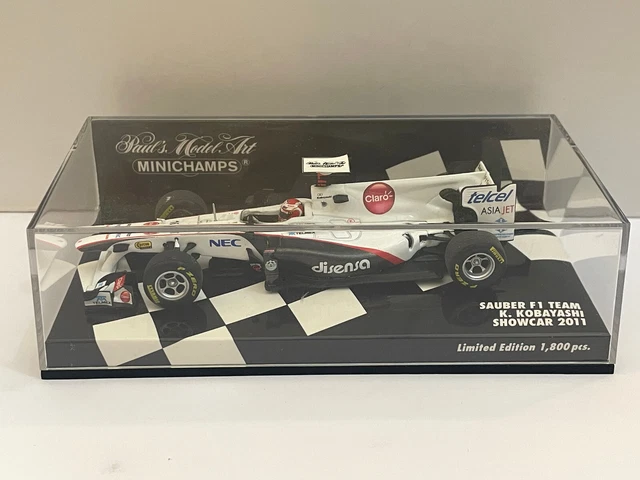 Paul's Model Art
MINICHAMPS®
Claro
telcel
ASIA JET
NEC
disensa
SAUBER F1 TEAM
K. KOBAYASHI
SHOWCAR 2011
Limited Edition 1,800 pcs.